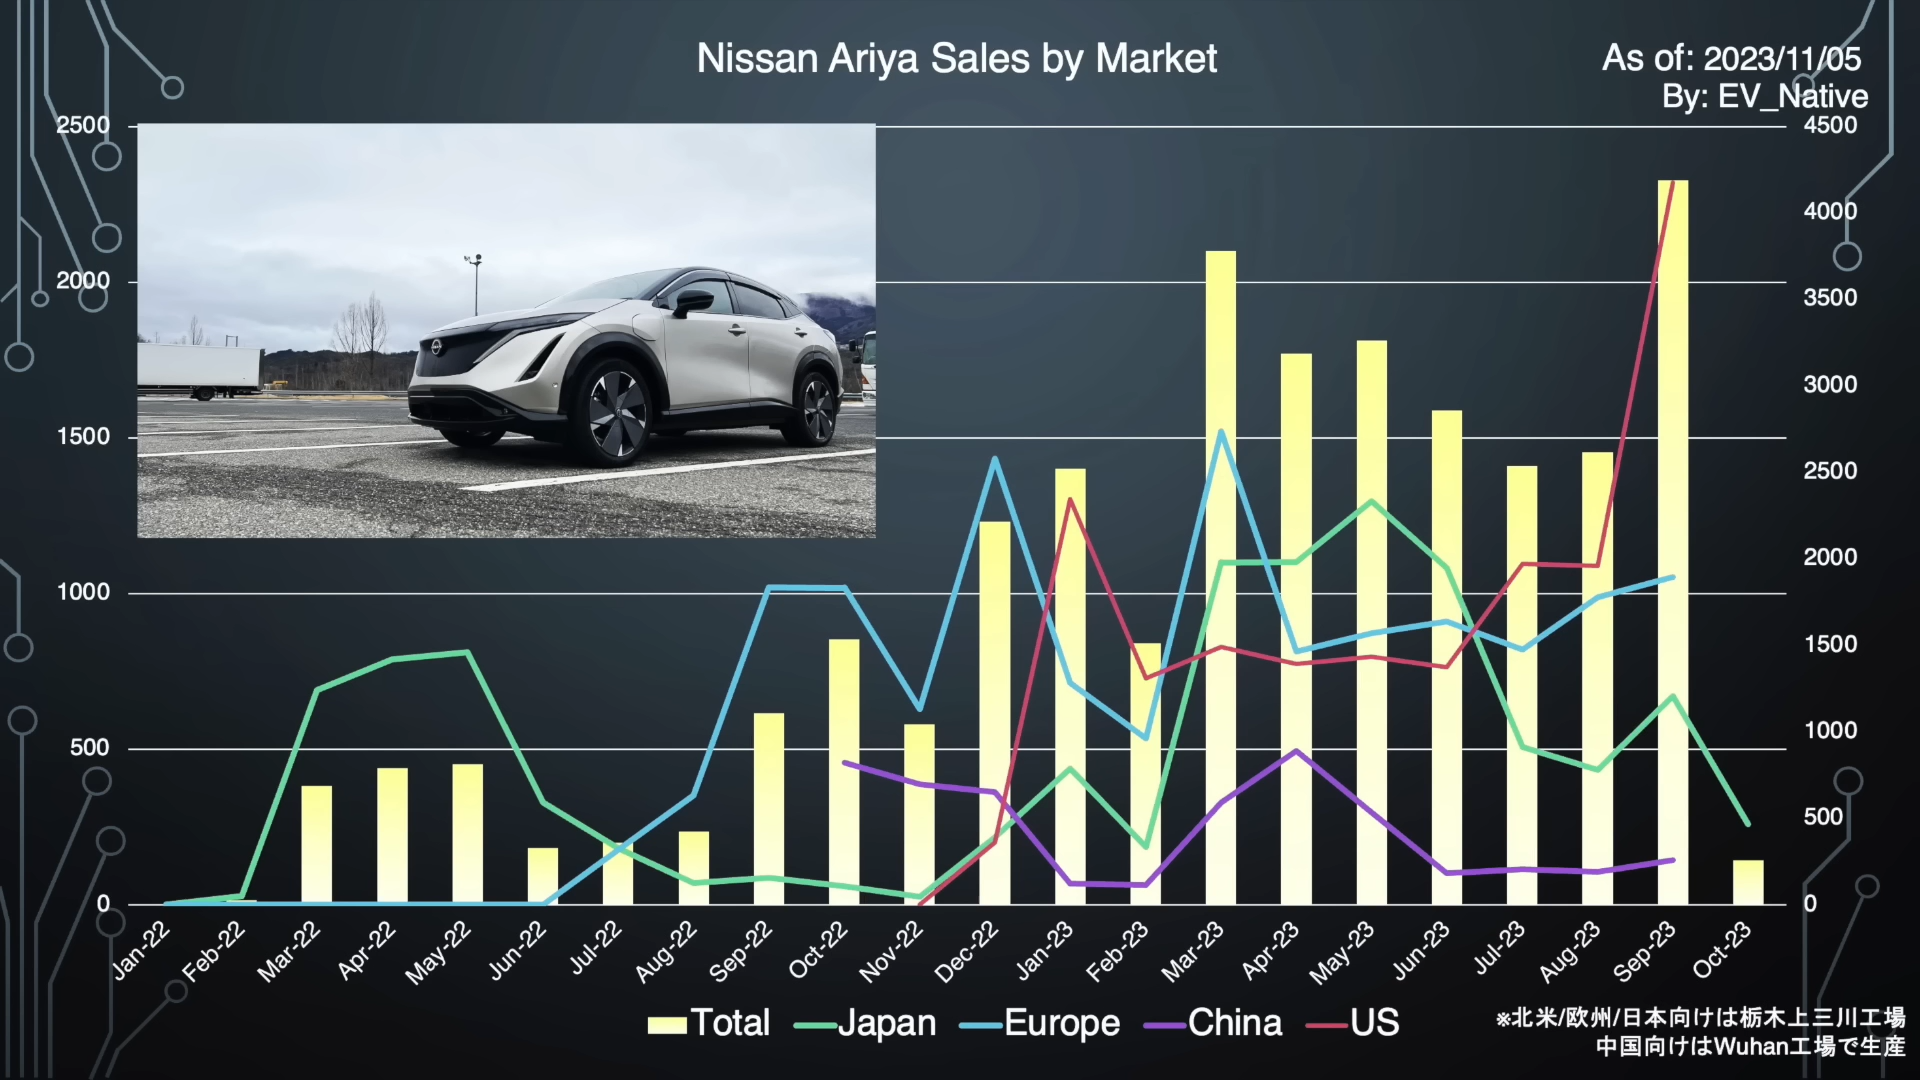 Nissan Ariya Sales by Market
As of: 2023/11/05
By: EV_Native
2500
2000
1500
1000
500
0
4500
4000
3500
3000
2500
2000
1500
1000
500
0
Jan-22
Feb-22
Mar-22
Apr-22
May-22
Jun-22
Jul-22
Aug-22
Sep-22
Oct-22
Nov-22
Dec-22
Jan-23
Feb-23
Mar-23
Apr-23
May-23
Jun-23
Jul-23
Aug-23
Sep-23
Oct-23
Total Japan Europe China US
※北米/欧州/日本向けは栃木上三川工場
中国向けはWuhan工場で生産